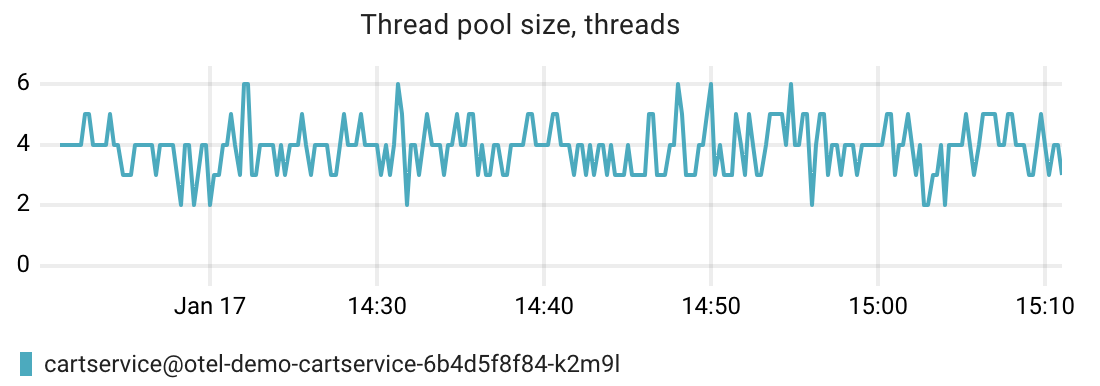 Thread pool size, threads
6
4
2
0
Jan 17 14:30 14:40 14:50 15:00 15:10
cartservice@otel-demo-cartservice-6b4d5f8f84-k2m9l